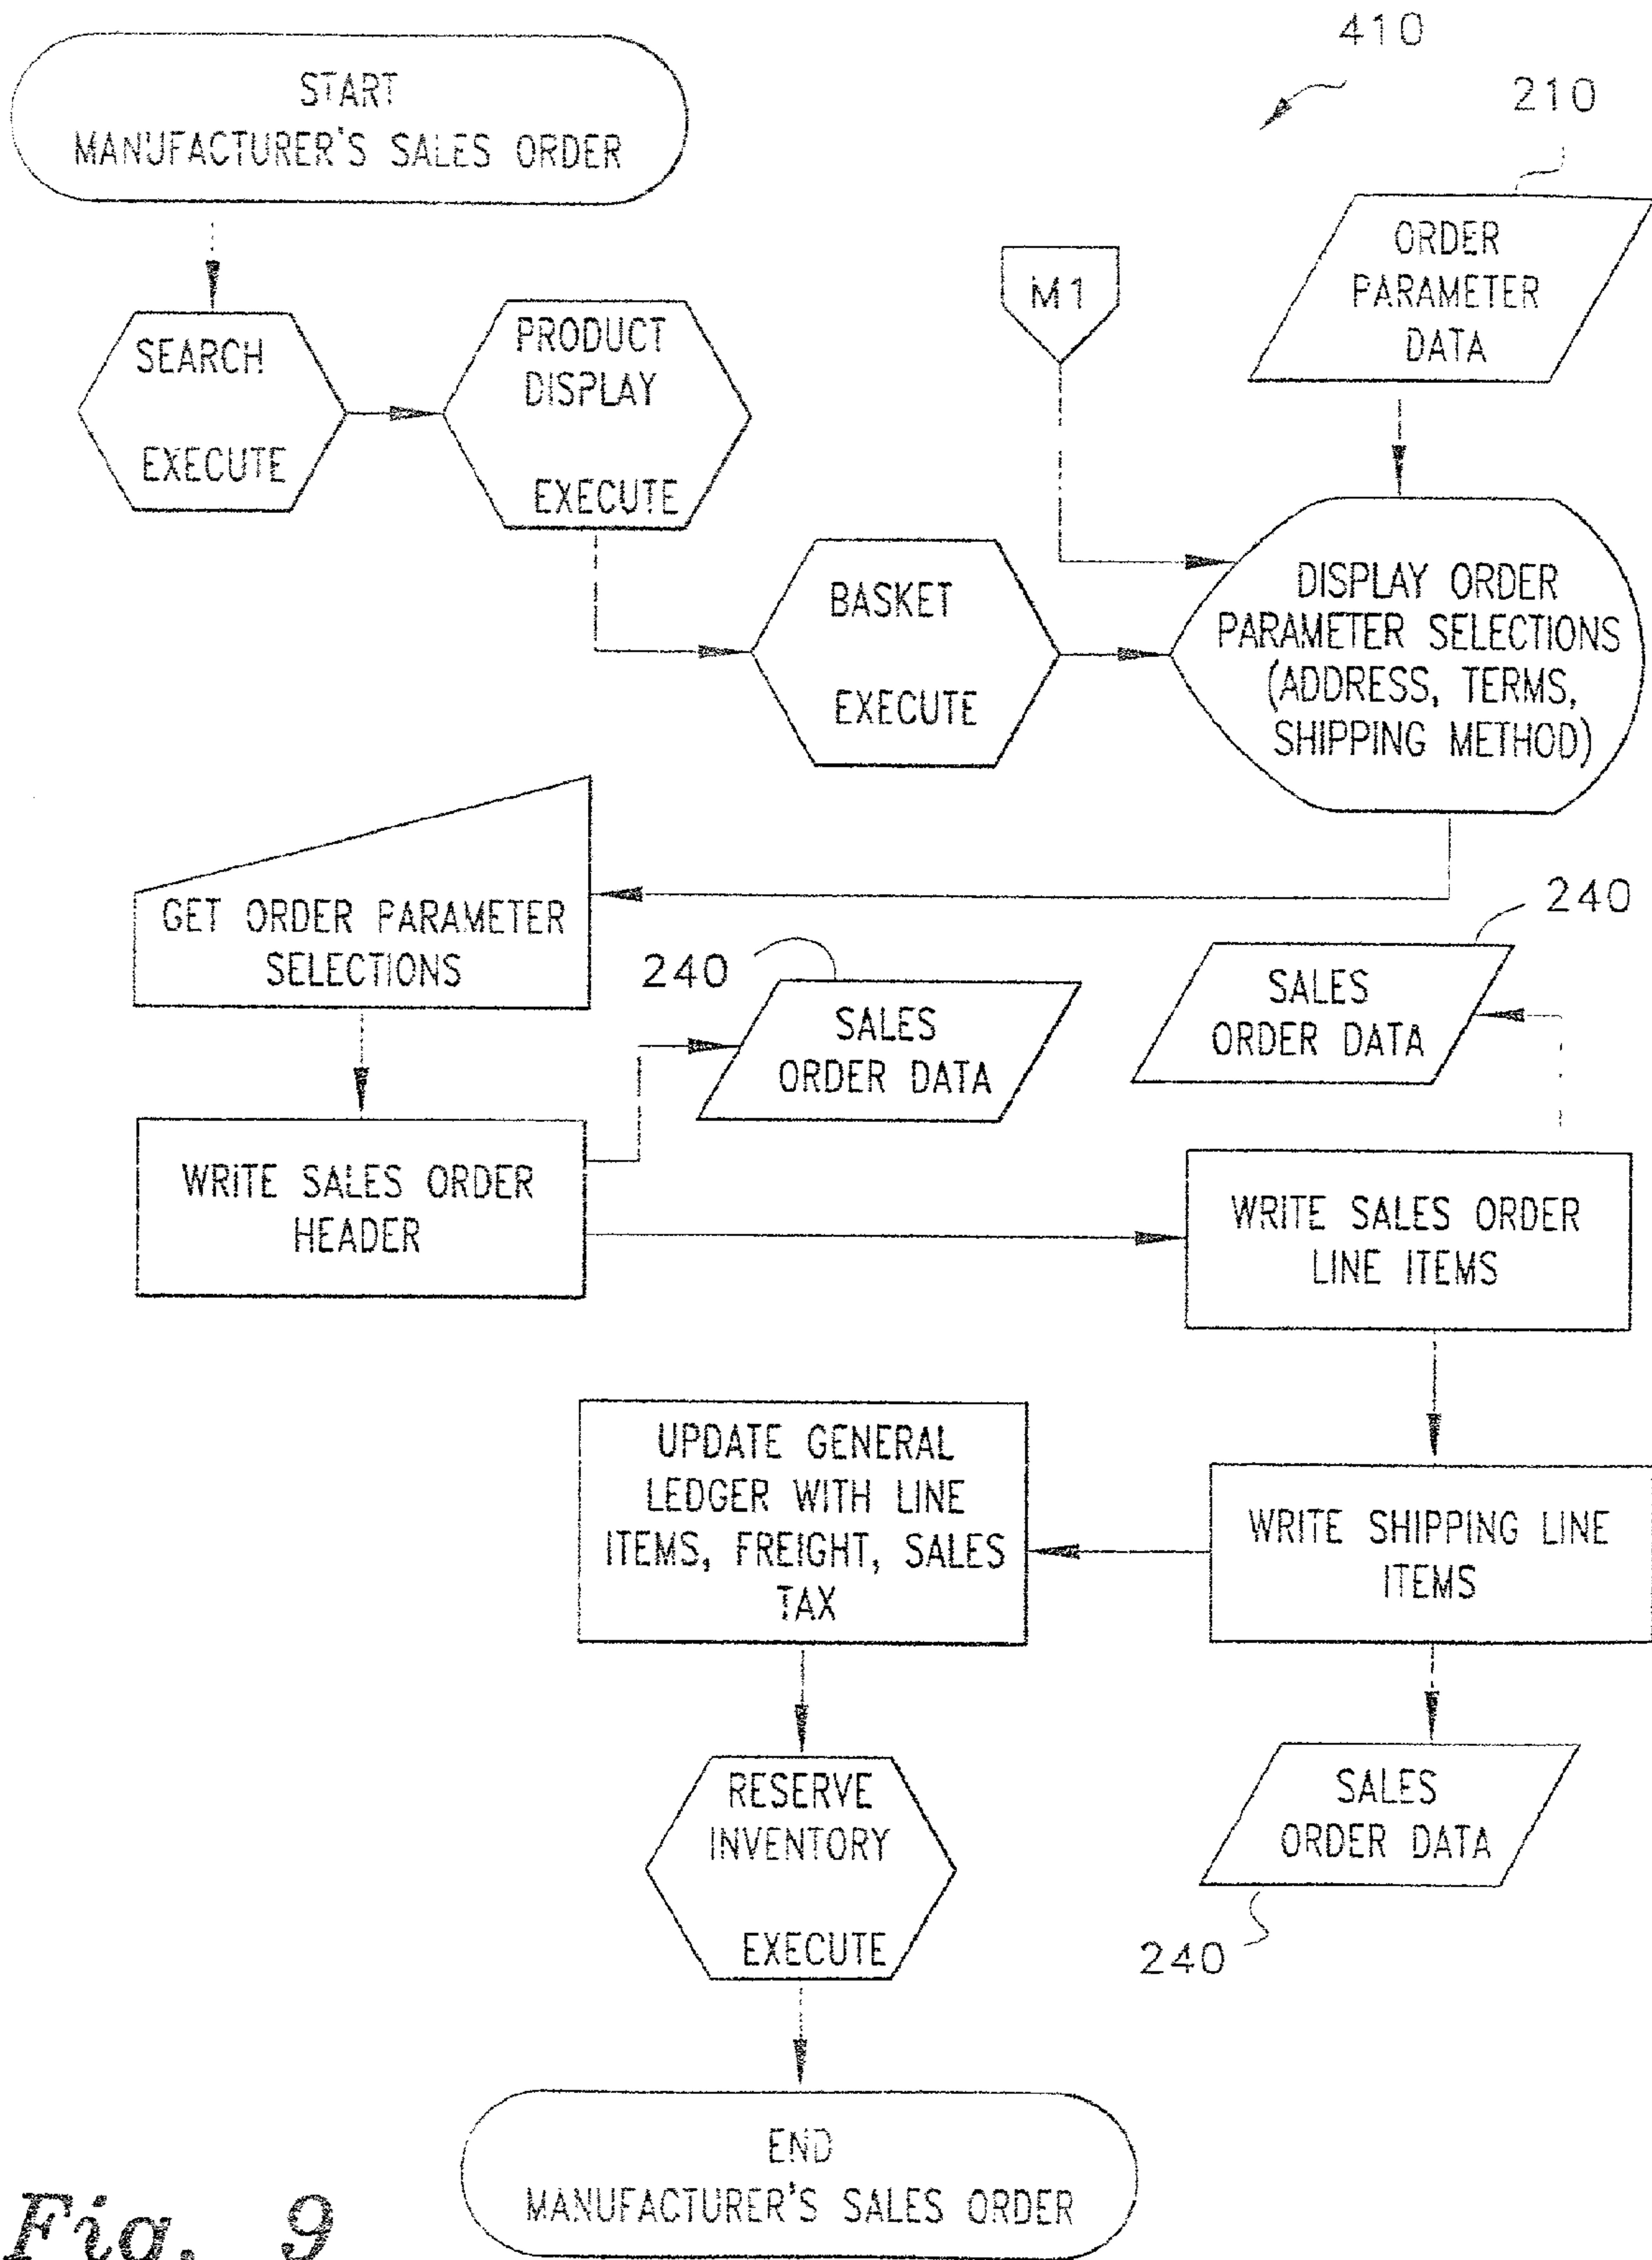 410
START
MANUFACTURER'S SALES ORDER
210
ORDER
PARAMETER
DATA
M1
SEARCH
EXECUTE
PRODUCT
DISPLAY
EXECUTE
BASKET
EXECUTE
DISPLAY ORDER
PARAMETER SELECTIONS
(ADDRESS, TERMS,
SHIPPING METHOD)
GET ORDER PARAMETER
SELECTIONS
240
SALES
ORDER DATA
240
SALES
ORDER DATA
WRITE SALES ORDER
HEADER
WRITE SALES ORDER
LINE ITEMS
UPDATE GENERAL
LEDGER WITH LINE
ITEMS, FREIGHT, SALES
TAX
WRITE SHIPPING LINE
ITEMS
RESERVE
INVENTORY
EXECUTE
SALES
ORDER DATA
240
END
MANUFACTURER'S SALES ORDER
Fig. 9